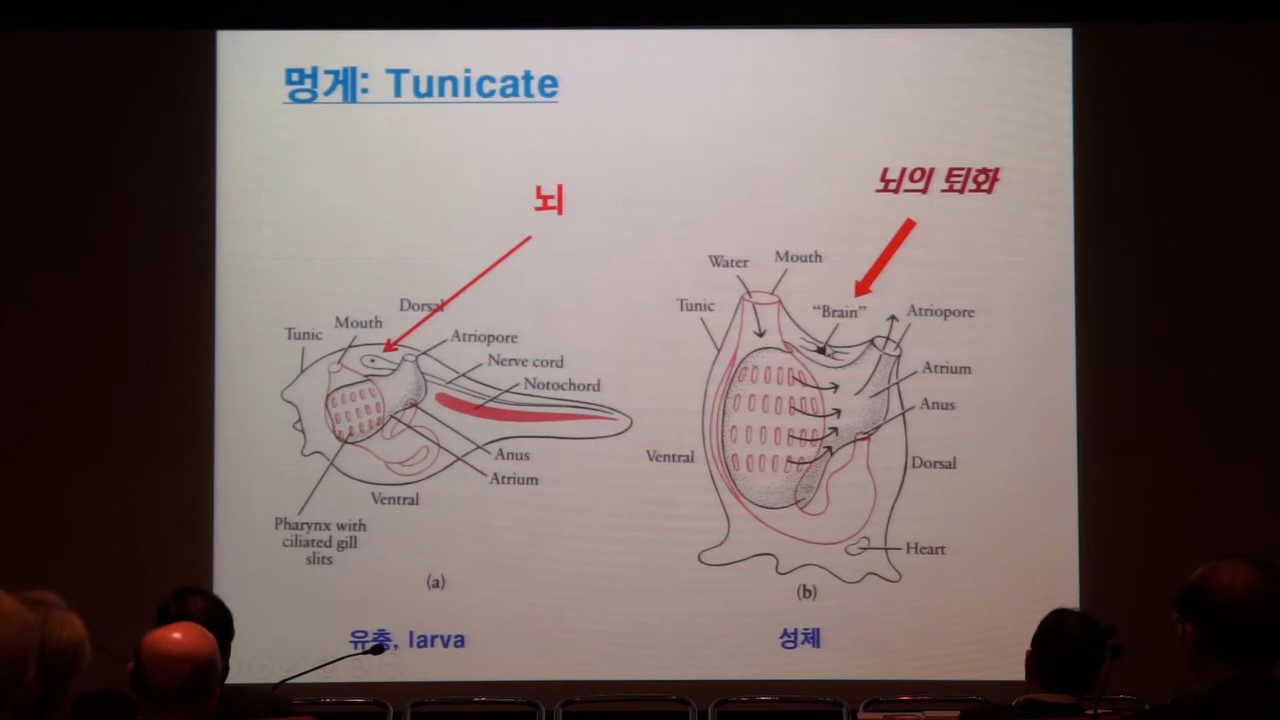 멍게: Tunicate
뇌
뇌의 퇴화
Dorsal
Tunic
Mouth
Atriopore
Nerve cord
Notochord
Anus
Atrium
Ventral
Pharynx with
ciliated gill
slits
(a)
유충, larva
Water
Mouth
Tunic
“Brain”
Atriopore
Atrium
Anus
Ventral
Dorsal
Heart
(b)
성체